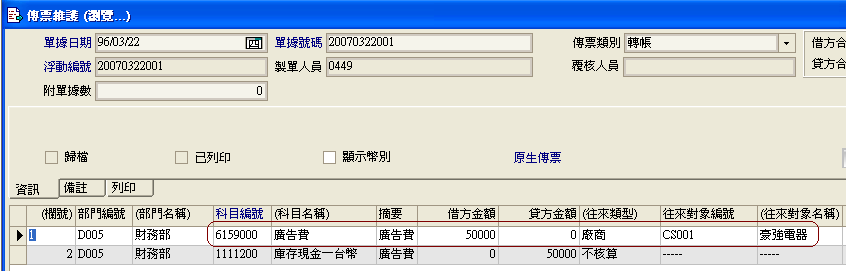 傳票維護 (瀏覽...)
單據日期 96/03/22 西 單據號碼 20070322001 傳票類別 轉帳 借方合
浮動編號 20070322001 製單人員 0449 覆核人員 貸方合
附單據數 0
歸檔 已列印 顯示幣別 原生傳票
資訊 備註 列印
(欄號) 部門編號 (部門名稱) 科目編號 (科目名稱) 摘要 借方金額 貸方金額 (往來類型) 往來對象編號 (往來對象名稱)
1 D005 財務部 6159000 廣告費 廣告費 50000 0 廠商 CS001 豪強電器
2 D005 財務部 1111200 庫存現金－台幣 廣告費 0 50000 不核算 ----- -----